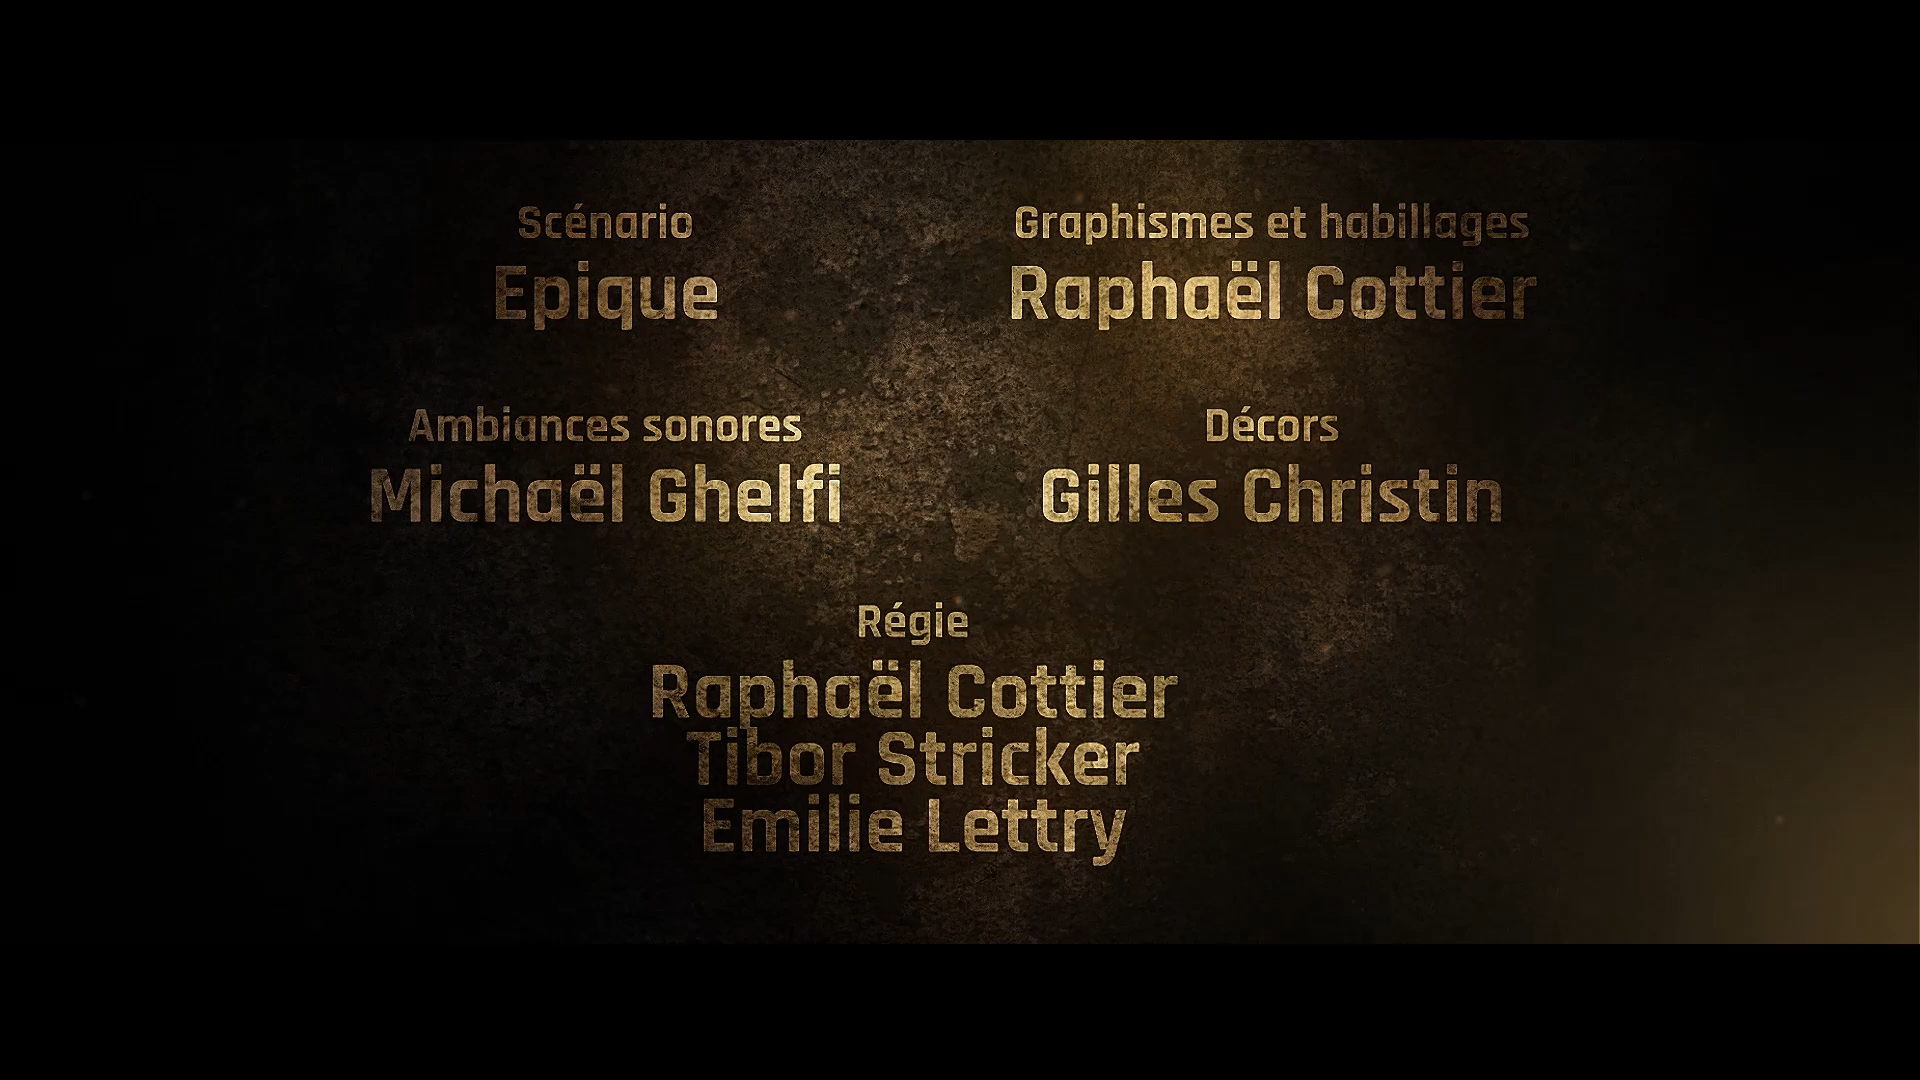 Scénario
Epique
Graphismes et habillages
Raphaël Cottier
Ambiances sonores
Michaël Ghelfi
Décors
Gilles Christin
Régie
Raphaël Cottier
Tibor Stricker
Emilie Lettry